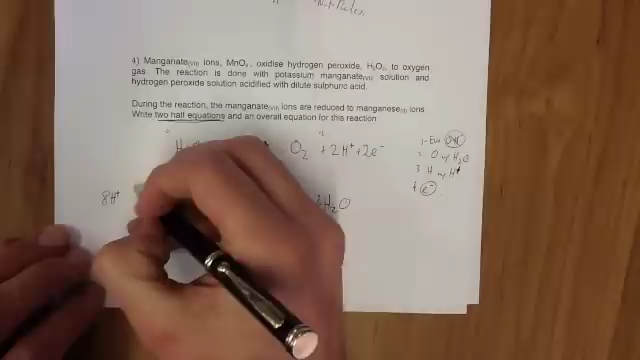 Not Redox
4) Manganate(VII) ions, MnO₄⁻, oxidise hydrogen peroxide, H₂O₂, to oxygen
gas. The reaction is done with potassium manganate(VII) solution and
hydrogen peroxide solution acidified with dilute sulphuric acid.
During the reaction, the manganate(VII) ions are reduced to manganese(II) ions
Write two half equations and an overall equation for this reaction
H O₂ + 2H⁺ + 2e⁻
2 O w/ H₂O
3 H w/ H⁺
4 e⁻
8H⁺ H₂O